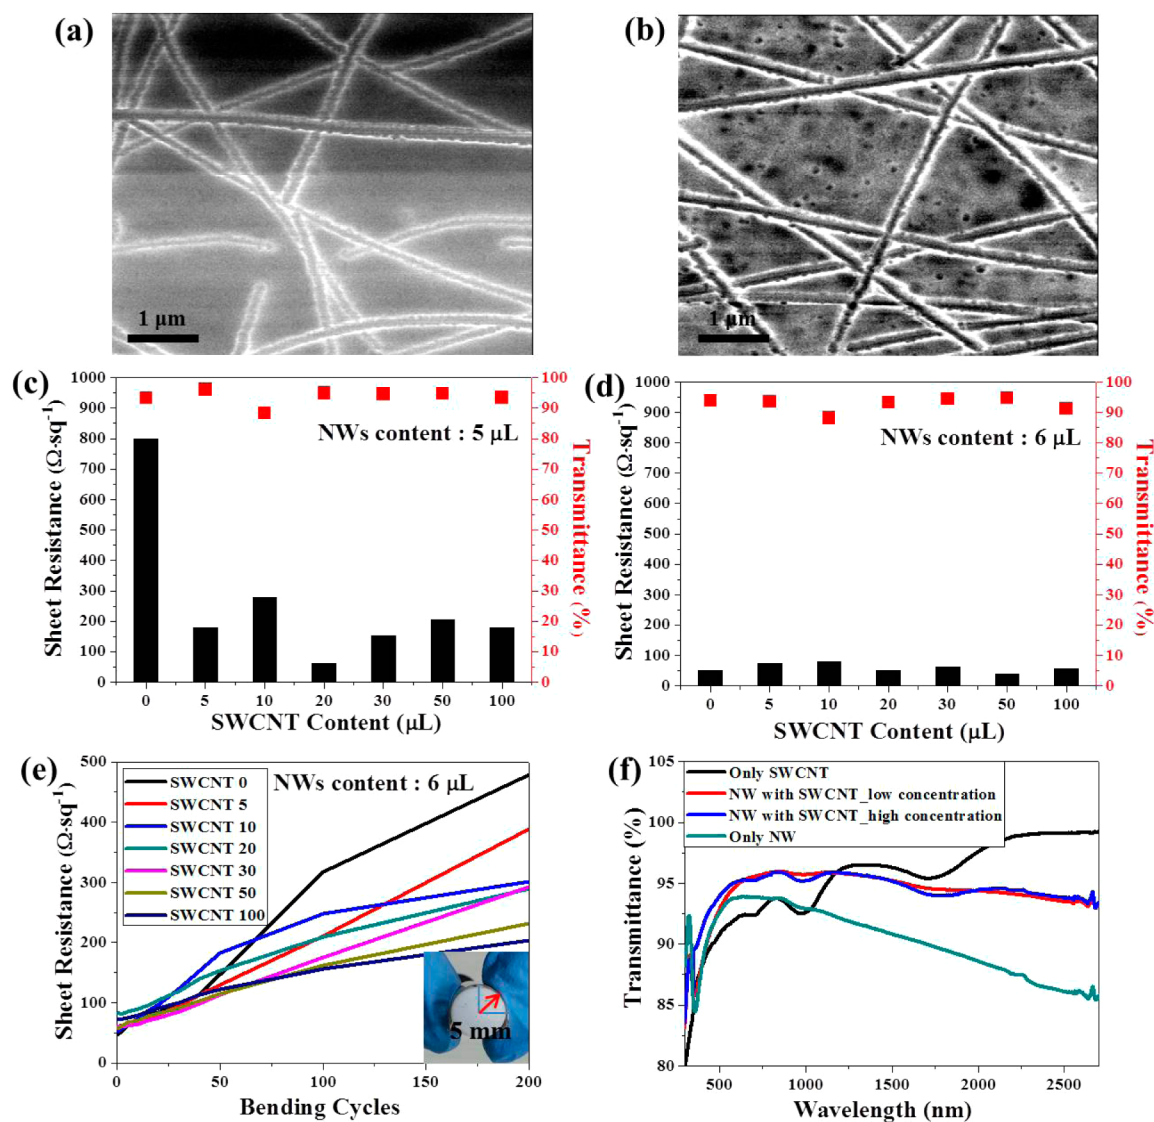 (a)
1 μm
(b)
1 μm
(c)
1000
900
800
700
600
500
400
300
200
100
0
Sheet Resistance (Ω·sq⁻¹)
NWs content : 5 μL
100
90
80
70
60
50
40
30
20
10
0
Transmittance (%)
0 5 10 20 30 50 100
SWCNT Content (μL)
(d)
1000
900
800
700
600
500
400
300
200
100
0
Sheet Resistance (Ω·sq⁻¹)
NWs content : 6 μL
100
90
80
70
60
50
40
30
20
10
0
Transmittance (%)
0 5 10 20 30 50 100
SWCNT Content (μL)
(e)
500
400
300
200
100
0
Sheet Resistance (Ω·sq⁻¹)
SWCNT 0
SWCNT 5
SWCNT 10
SWCNT 20
SWCNT 30
SWCNT 50
SWCNT 100
NWs content : 6 μL
5 mm
0 50 100 150 200
Bending Cycles
(f)
105
100
95
90
85
80
Transmittance (%)
Only SWCNT
NW with SWCNT_low concentration
NW with SWCNT_high concentration
Only NW
500 1000 1500 2000 2500
Wavelength (nm)